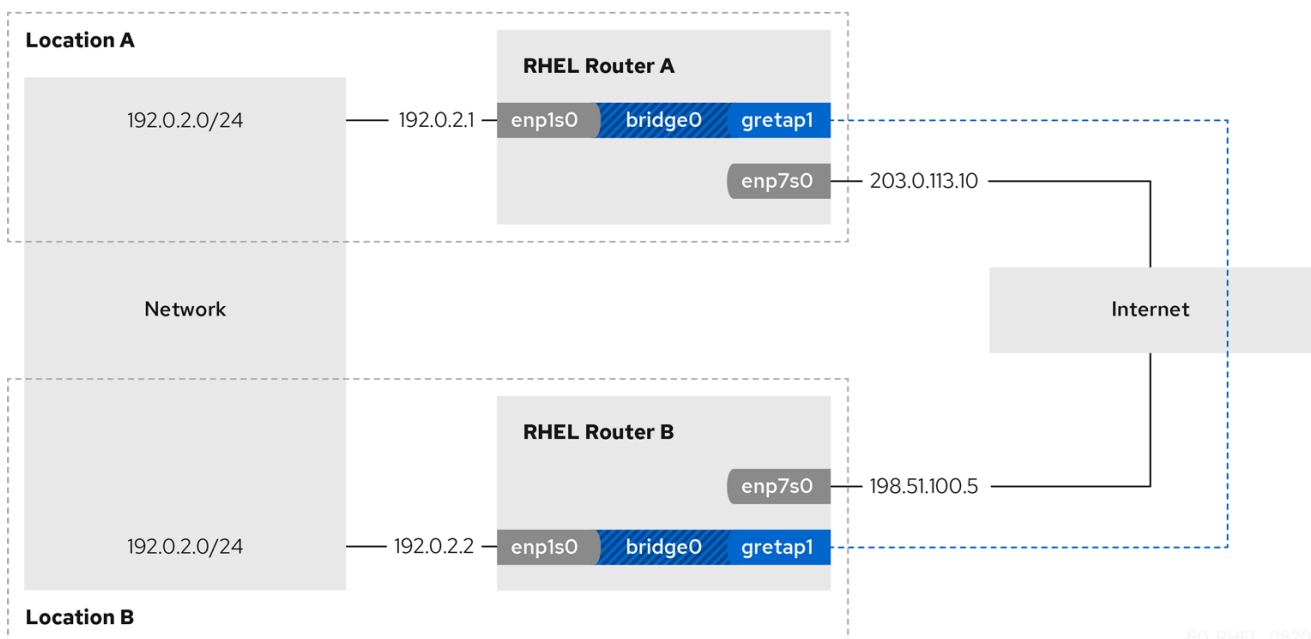 Location A
RHEL Router A
192.0.2.0/24
192.0.2.1
enp1s0
bridge0
gretap1
enp7s0
203.0.113.10
Network
Internet
RHEL Router B
enp7s0
198.51.100.5
192.0.2.0/24
192.0.2.2
enp1s0
bridge0
gretap1
Location B